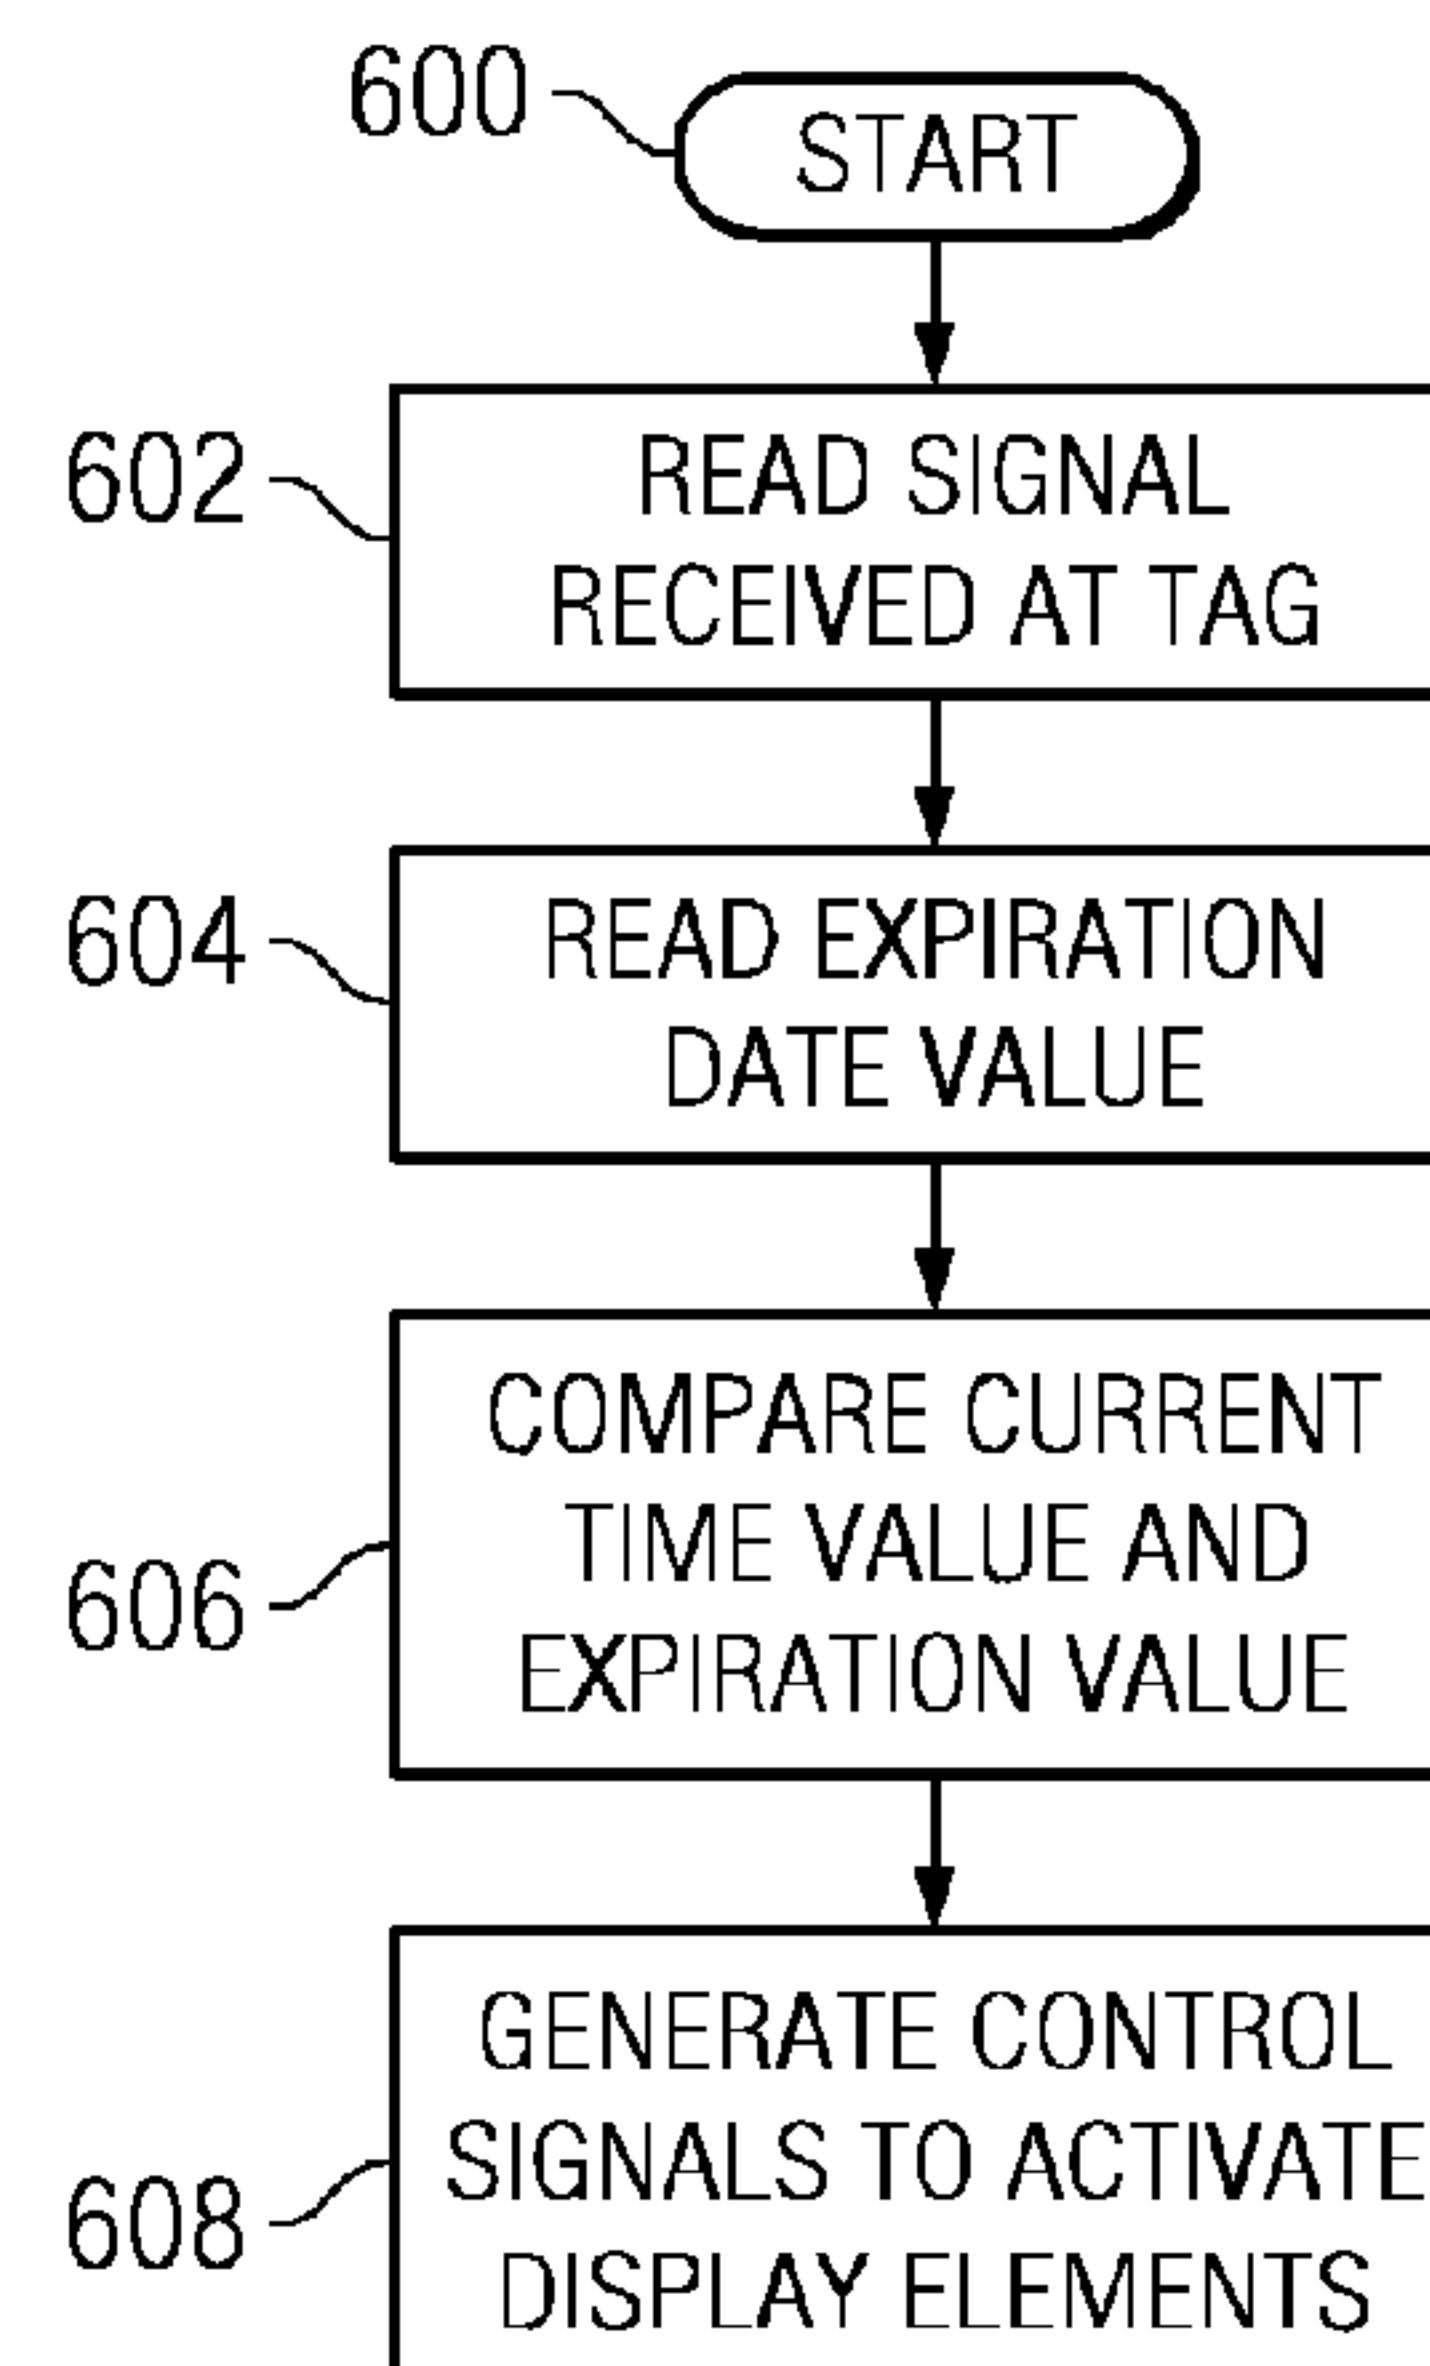 600
START
602
READ SIGNAL
RECEIVED AT TAG
604
READ EXPIRATION
DATE VALUE
606
COMPARE CURRENT
TIME VALUE AND
EXPIRATION VALUE
608
GENERATE CONTROL
SIGNALS TO ACTIVATE
DISPLAY ELEMENTS